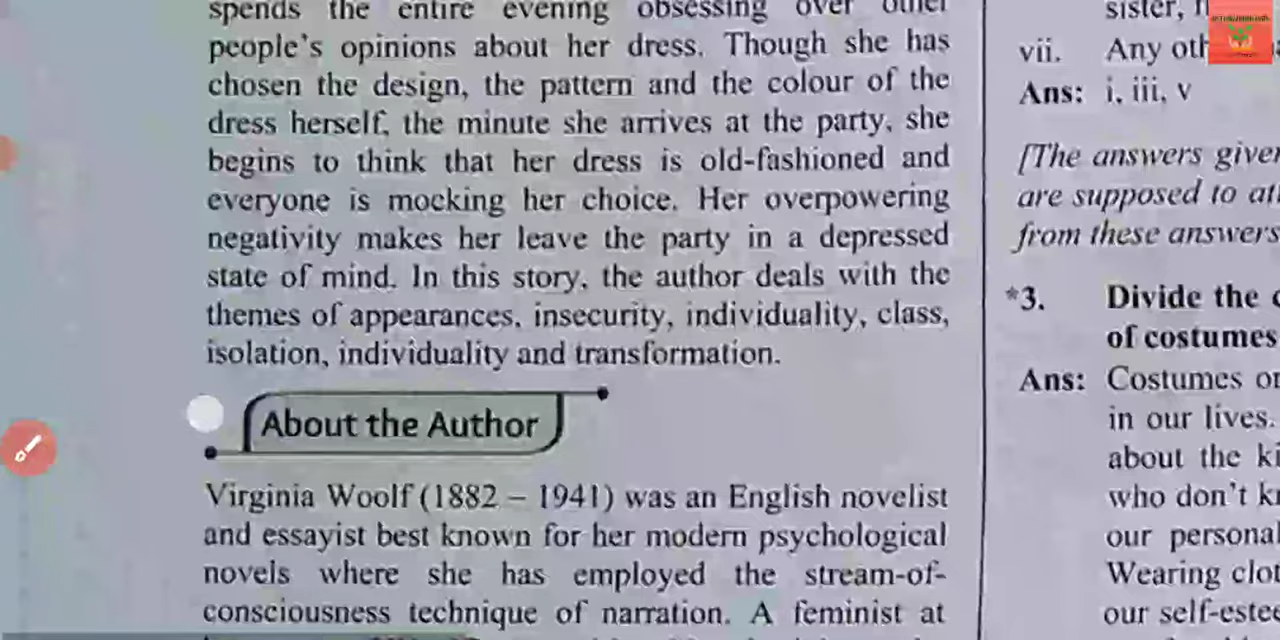 spends the entire evening obsessing over other
people's opinions about her dress. Though she has
chosen the design, the pattern and the colour of the
dress herself, the minute she arrives at the party, she
begins to think that her dress is old-fashioned and
everyone is mocking her choice. Her overpowering
negativity makes her leave the party in a depressed
state of mind. In this story, the author deals with the
themes of appearances, insecurity, individuality, class,
isolation, individuality and transformation.
About the Author
Virginia Woolf (1882 – 1941) was an English novelist
and essayist best known for her modern psychological
novels where she has employed the stream-of-
consciousness technique of narration. A feminist at
sister,
vii. Any
Ans: i, iii, v
[The answers
are supposed to
from these answers
*3. Divide the
of costumes
Ans: Costumes
in our lives.
about the
who don't
our personal
Wearing
our